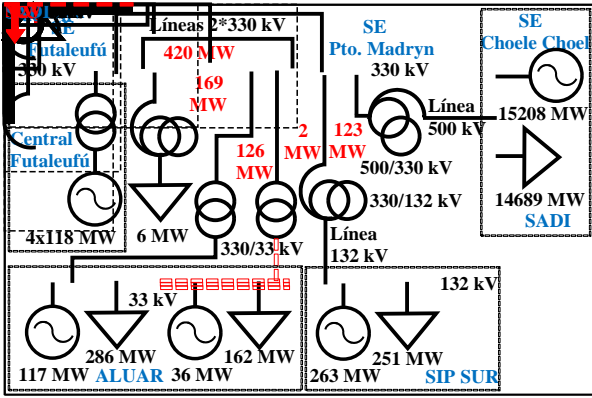 SADI
SE
Futaleufú
330 kV
Líneas 2*330 kV
420 MW
169
MW
SE
Pto. Madryn
330 kV
SE
Choele Choel
Línea
500 kV
15208 MW
Central
Futaleufú
126
MW
2
MW
123
MW
500/330 kV
14689 MW
SADI
330/132 kV
4x118 MW
6 MW
330/33 kV
Línea
132 kV
33 kV
132 kV
286 MW
162 MW
251 MW
117 MW
ALUAR
36 MW
263 MW
SIP SUR